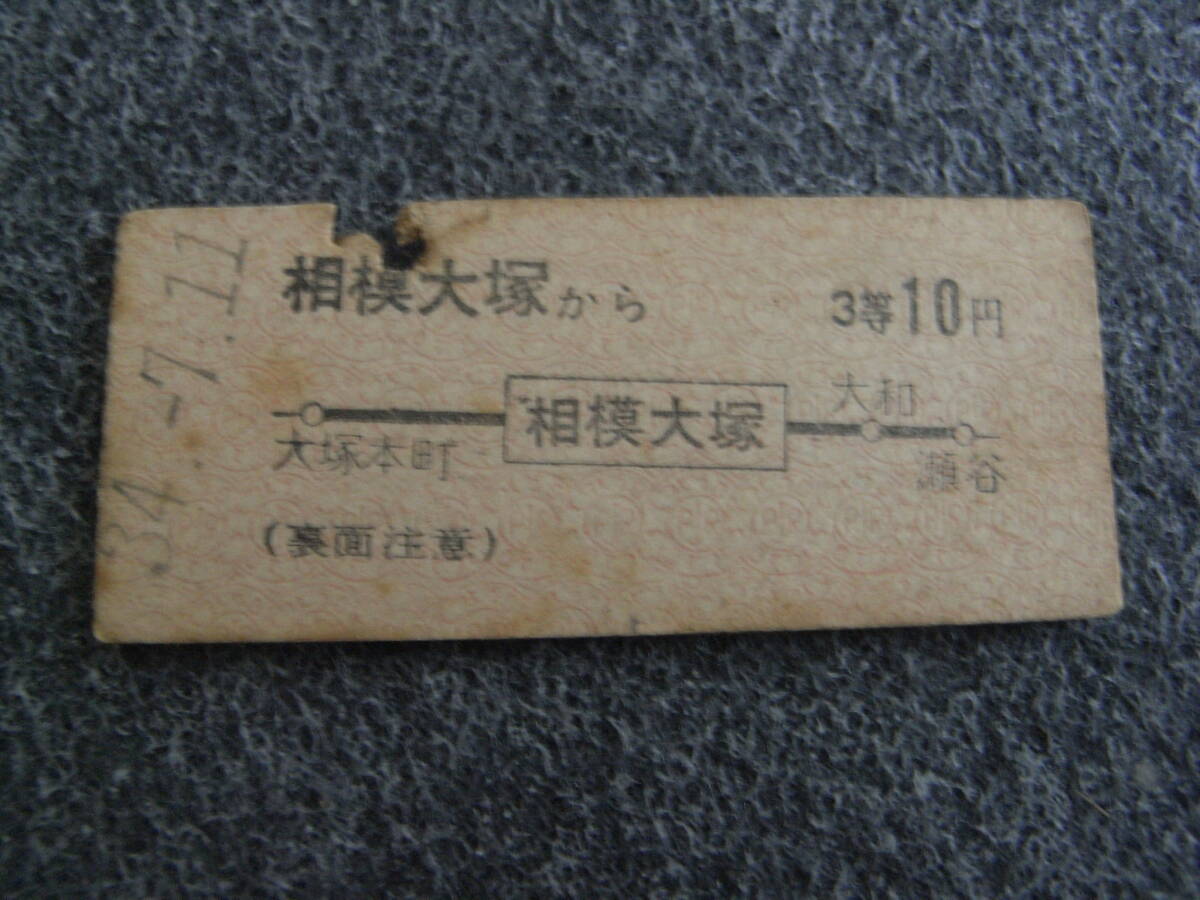 34.-7.11
相模大塚から 3等10円
大塚本町 相模大塚 大和 瀬谷
(裏面注意)